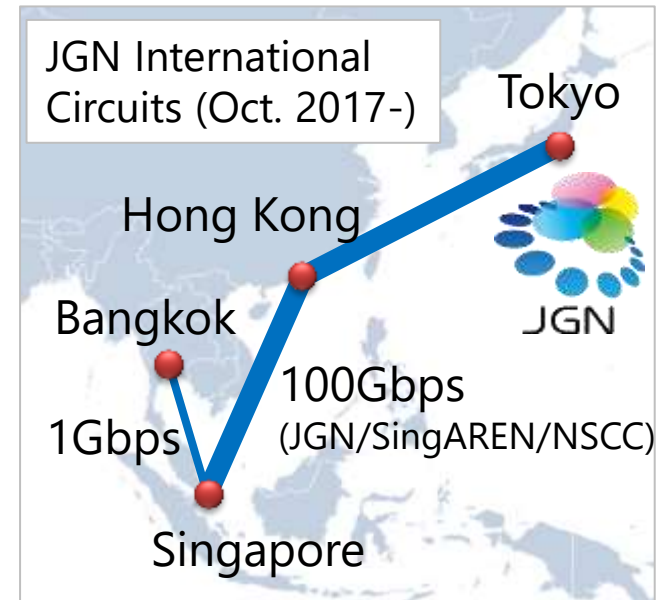 JGN International
Circuits (Oct. 2017-)
Tokyo
Hong Kong
JGN
Bangkok
100Gbps
1Gbps
(JGN/SingAREN/NSCC)
Singapore